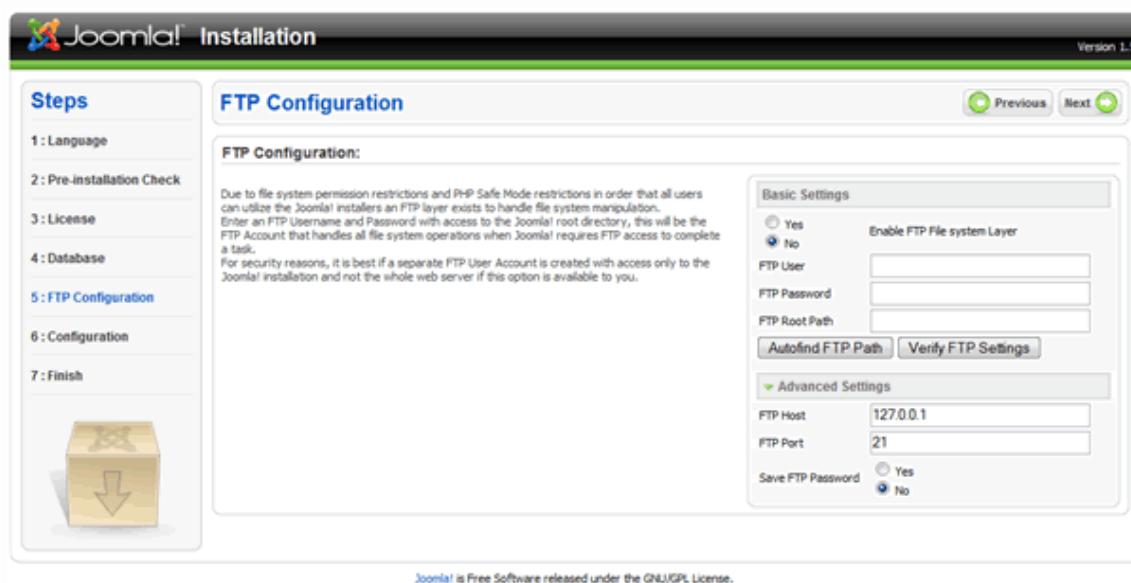 Joomla! Installation
Version 1.
Steps
1 : Language
2 : Pre-installation Check
3 : License
4 : Database
5 : FTP Configuration
6 : Configuration
7 : Finish
FTP Configuration
Previous
Next
FTP Configuration:
Due to file system permission restrictions and PHP Safe Mode restrictions in order that all users
can utilize the Joomla! installers an FTP layer exists to handle file system manipulation.
Enter an FTP Username and Password with access to the Joomla! root directory, this will be the
FTP Account that handles all file system operations when Joomla! requires FTP access to complete
a task.
For security reasons, it is best if a separate FTP User Account is created with access only to the
Joomla! installation and not the whole web server if this option is available to you.
Basic Settings
Yes
No
Enable FTP File system Layer
FTP User
FTP Password
FTP Root Path
Autofind FTP Path
Verify FTP Settings
Advanced Settings
FTP Host
127.0.0.1
FTP Port
21
Save FTP Password
Yes
No
Joomla! is Free Software released under the GNU/GPL License.